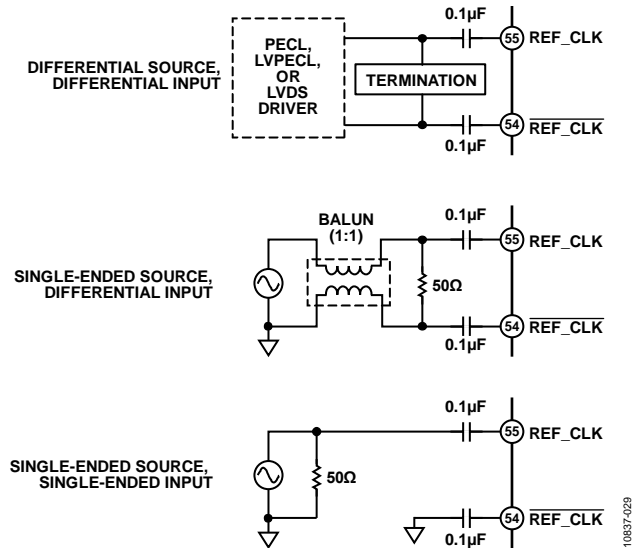 DIFFERENTIAL SOURCE,
DIFFERENTIAL INPUT
PECL,
LVPECL,
OR
LVDS
DRIVER
TERMINATION
0.1µF
55 REF_CLK
54 REF_CLK
0.1µF
SINGLE-ENDED SOURCE,
DIFFERENTIAL INPUT
BALUN
(1:1)
50Ω
0.1µF
55 REF_CLK
54 REF_CLK
0.1µF
SINGLE-ENDED SOURCE,
SINGLE-ENDED INPUT
50Ω
0.1µF
55 REF_CLK
54 REF_CLK
0.1µF
10837-029